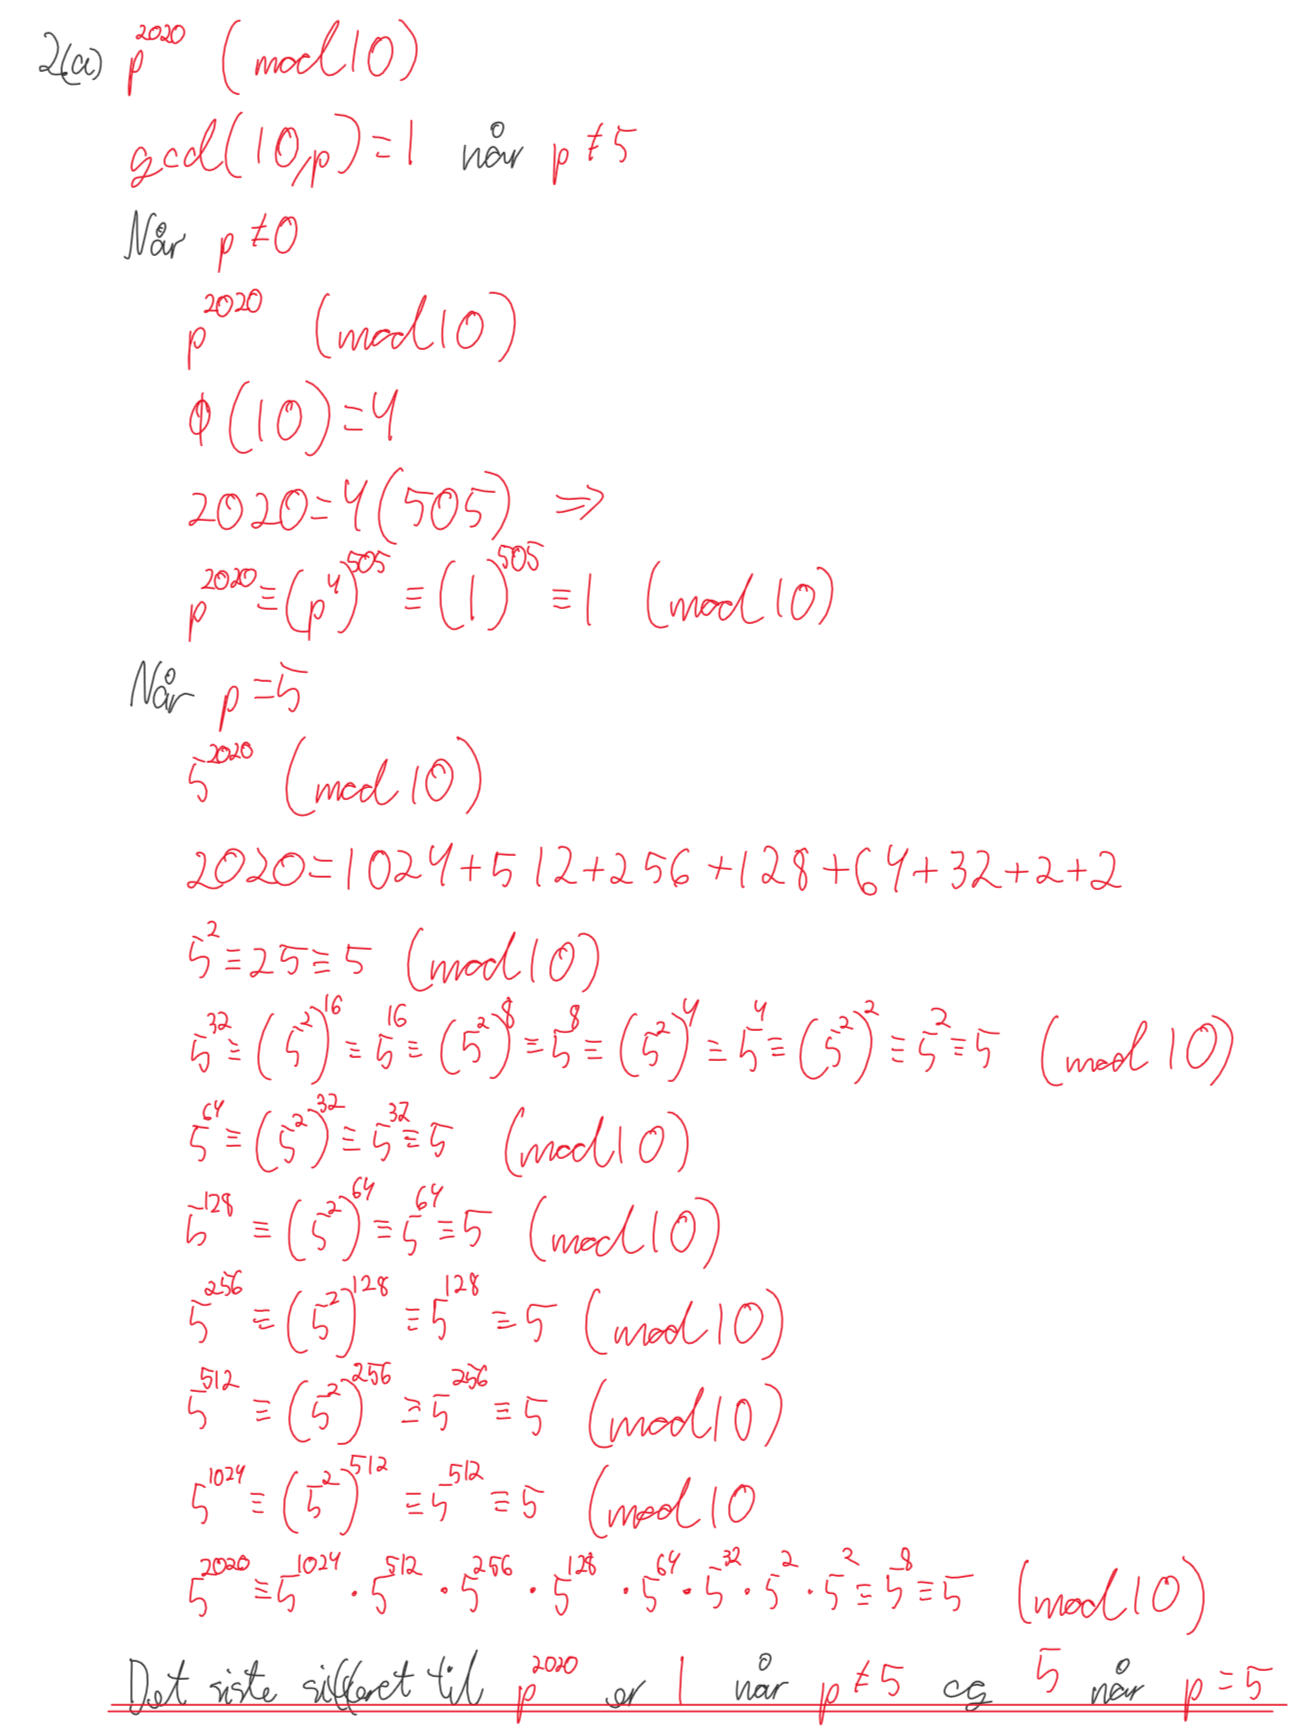 2(a) p^2020 (mod 10)
gcd(10,p)=1 når p≠5
Når p≠0
p^2020 (mod 10)
ϕ(10)=4
2020=4(505) ⇒
p^2020≡(p^4)^505≡(1)^505≡1 (mod 10)
Når p=5
5^2020 (mod 10)
2020=1024+512+256+128+64+32+2+2
5^2≡25≡5 (mod 10)
5^32≡(5^2)^16≡5^16≡(5^2)^8≡5^8≡(5^2)^4≡5^4≡(5^2)^2≡5^2≡5 (mod 10)
5^64≡(5^2)^32≡5^32≡5 (mod 10)
5^128≡(5^2)^64≡5^64≡5 (mod 10)
5^256≡(5^2)^128≡5^128≡5 (mod 10)
5^512≡(5^2)^256≡5^256≡5 (mod 10)
5^1024≡(5^2)^512≡5^512≡5 (mod 10
5^2020≡5^1024·5^512·5^256·5^128·5^64·5^32·5^2·5^2≡5^8≡5 (mod 10)
Det siste sifferet til p^2020 er 1 når p≠5 og 5 når p=5